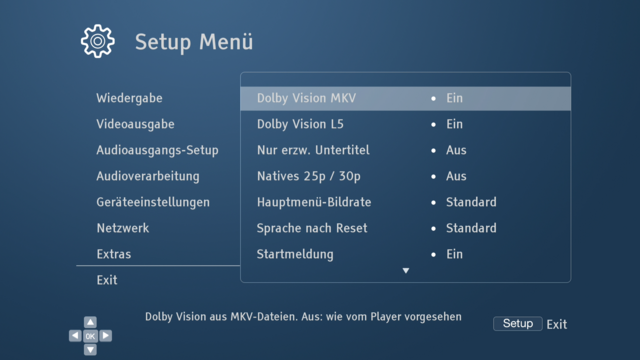 Setup Menü
Wiedergabe
Videoausgabe
Audioausgangs-Setup
Audioverarbeitung
Geräteeinstellungen
Netzwerk
Extras
Exit
Dolby Vision MKV • Ein
Dolby Vision L5 • Ein
Nur erzw. Untertitel • Aus
Natives 25p / 30p • Aus
Hauptmenü-Bildrate • Standard
Sprache nach Reset • Standard
Startmeldung • Ein
Dolby Vision aus MKV-Dateien. Aus: wie vom Player vorgesehen
OK
Setup Exit